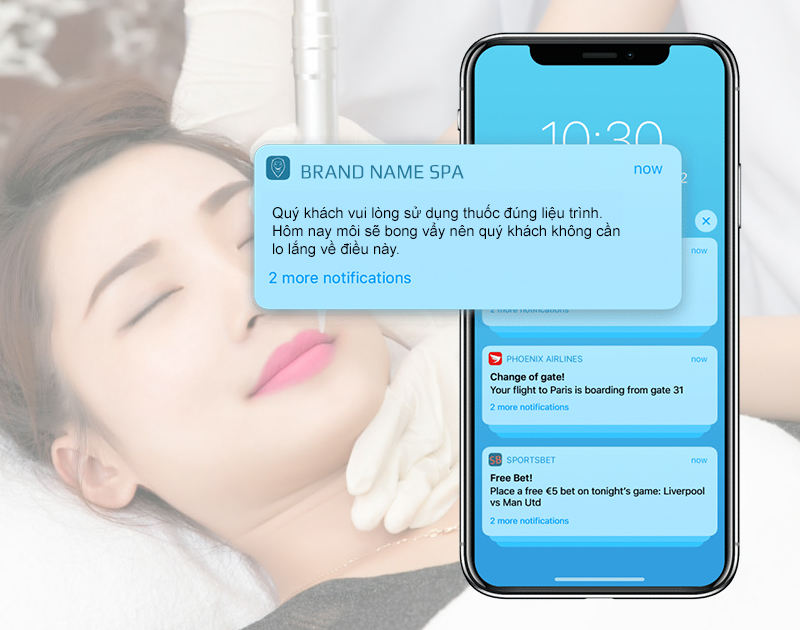 10:30
BRAND NAME SPA
now
Quý khách vui lòng sử dụng thuốc đúng liệu trình.
Hôm nay môi sẽ bong vẩy nên quý khách không cần
lo lắng về điều này.
2 more notifications
2
now
2 more notifications
PHOENIX AIRLINES
now
Change of gate!
Your flight to Paris is boarding from gate 31
2 more notifications
SB SPORTSBET
now
Free Bet!
Place a free €5 bet on tonight's game: Liverpool
vs Man Utd
2 more notifications